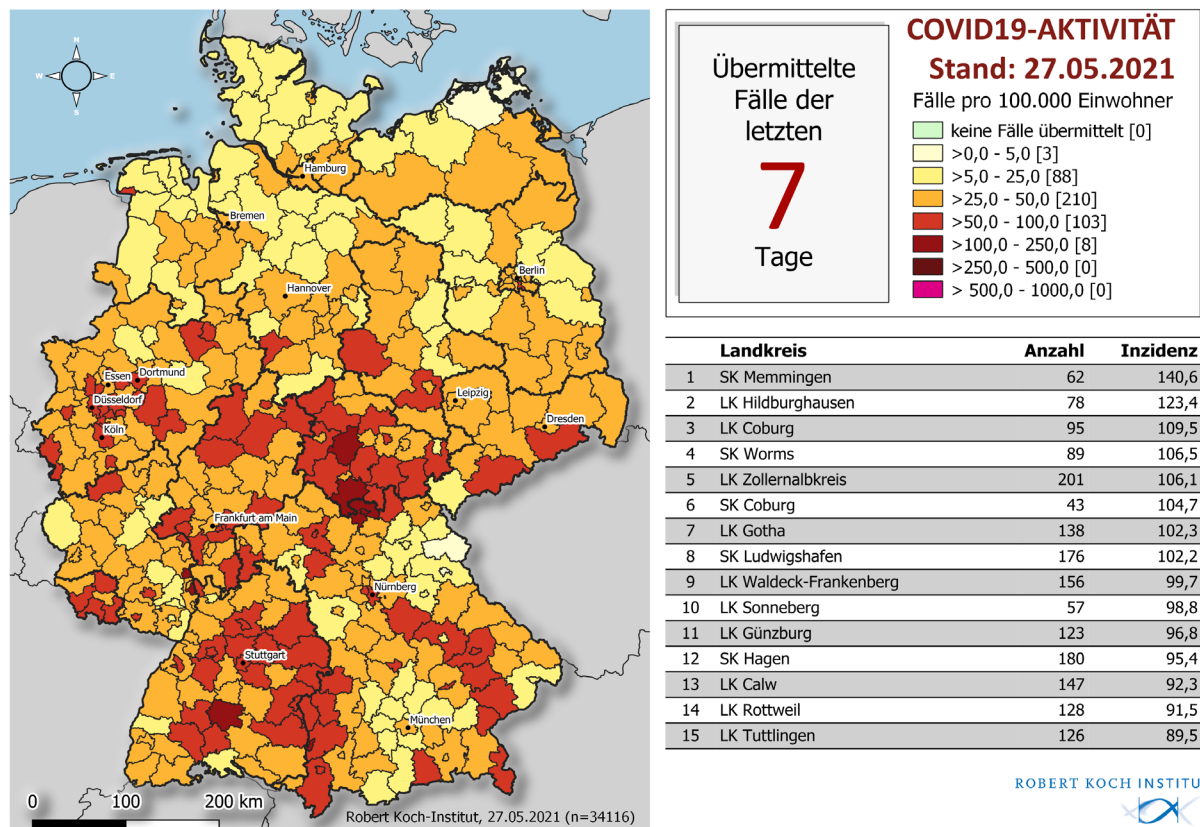 N
W E
S
Hamburg
Bremen
Berlin
Hannover
Essen
Dortmund
Düsseldorf
Köln
Leipzig
Dresden
Frankfurt am Main
Nürnberg
Stuttgart
München
0 100 200 km
Robert Koch-Institut, 27.05.2021 (n=34116)
Übermittelte
Fälle der
letzten
7
Tage
COVID19-AKTIVITÄT
Stand: 27.05.2021
Fälle pro 100.000 Einwohner
keine Fälle übermittelt [0]
>0,0 - 5,0 [3]
>5,0 - 25,0 [88]
>25,0 - 50,0 [210]
>50,0 - 100,0 [103]
>100,0 - 250,0 [8]
>250,0 - 500,0 [0]
> 500,0 - 1000,0 [0]
Landkreis Anzahl Inzidenz
1 SK Memmingen 62 140,6
2 LK Hildburghausen 78 123,4
3 LK Coburg 95 109,5
4 SK Worms 89 106,5
5 LK Zollernalbkreis 201 106,1
6 SK Coburg 43 104,7
7 LK Gotha 138 102,3
8 SK Ludwigshafen 176 102,2
9 LK Waldeck-Frankenberg 156 99,7
10 LK Sonneberg 57 98,8
11 LK Günzburg 123 96,8
12 SK Hagen 180 95,4
13 LK Calw 147 92,3
14 LK Rottweil 128 91,5
15 LK Tuttlingen 126 89,5
ROBERT KOCH INSTITU